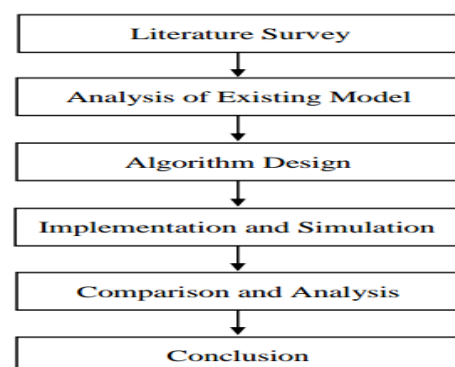 Literature Survey
Analysis of Existing Model
Algorithm Design
Implementation and Simulation
Comparison and Analysis
Conclusion